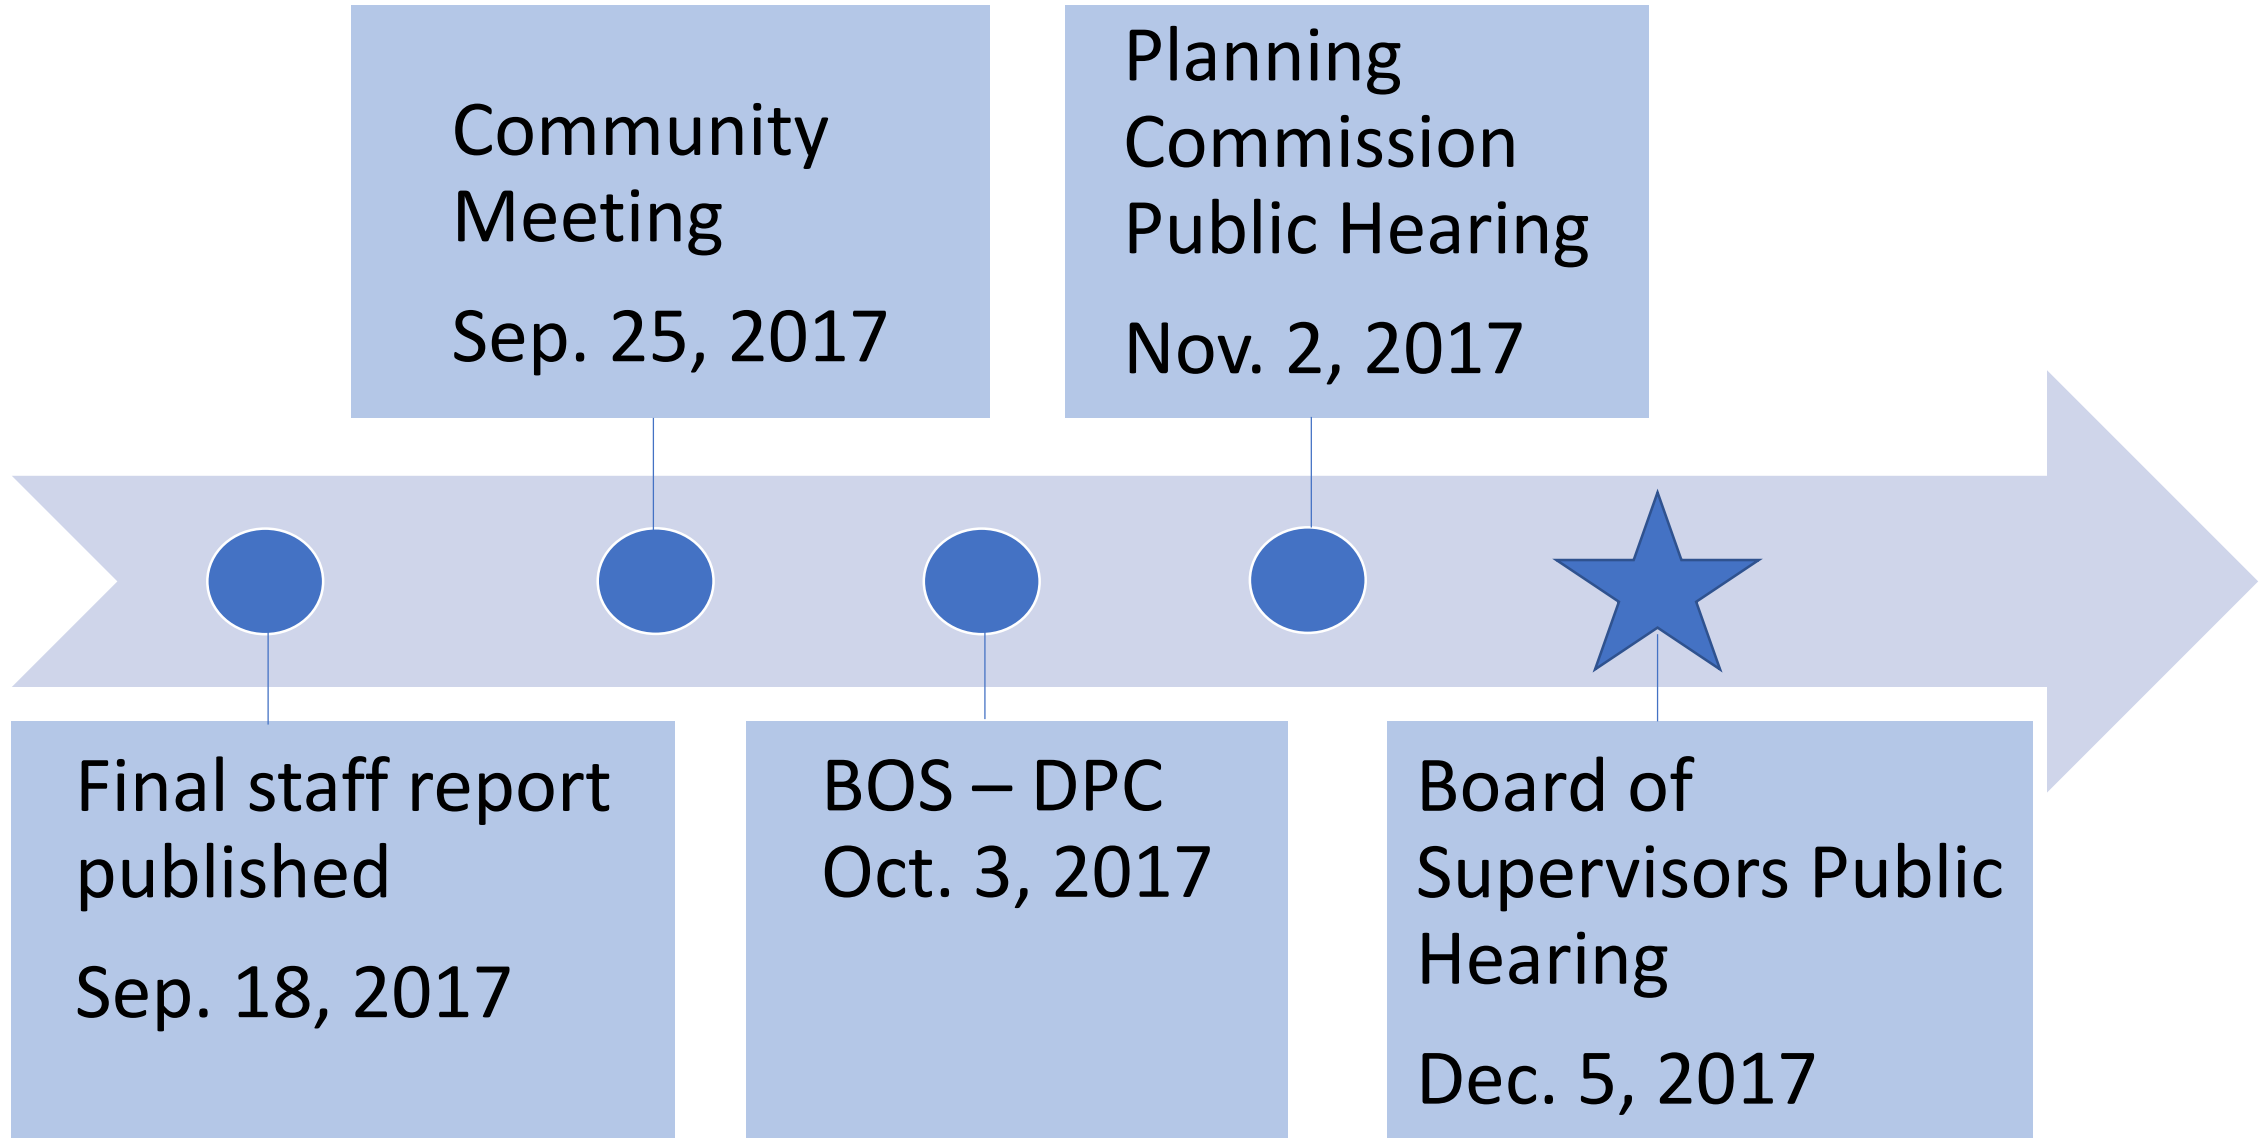 Community
Meeting
Sep. 25, 2017
Planning
Commission
Public Hearing
Nov. 2, 2017
Final staff report
published
Sep. 18, 2017
BOS – DPC
Oct. 3, 2017
Board of
Supervisors Public
Hearing
Dec. 5, 2017